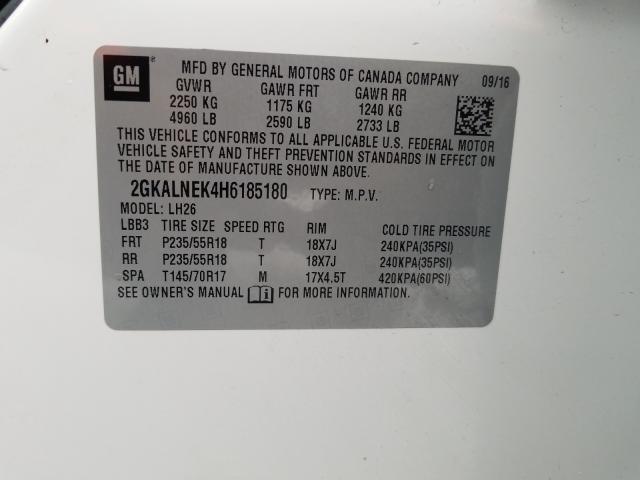 GM ® MFD BY GENERAL MOTORS OF CANADA COMPANY 09/16
GVWR GAWR FRT GAWR RR
2250 KG 1175 KG 1240 KG
4960 LB 2590 LB 2733 LB
THIS VEHICLE CONFORMS TO ALL APPLICABLE U.S. FEDERAL MOTOR
VEHICLE SAFETY AND THEFT PREVENTION STANDARDS IN EFFECT ON
THE DATE OF MANUFACTURE SHOWN ABOVE.
2GKALNEK4H6185180 TYPE: M.P.V.
MODEL: LH26
LBB3 TIRE SIZE SPEED RTG RIM COLD TIRE PRESSURE
FRT P235/55R18 T 18X7J 240KPA(35PSI)
RR P235/55R18 T 18X7J 240KPA(35PSI)
SPA T145/70R17 M 17X4.5T 420KPA(60PSI)
SEE OWNER'S MANUAL FOR MORE INFORMATION.